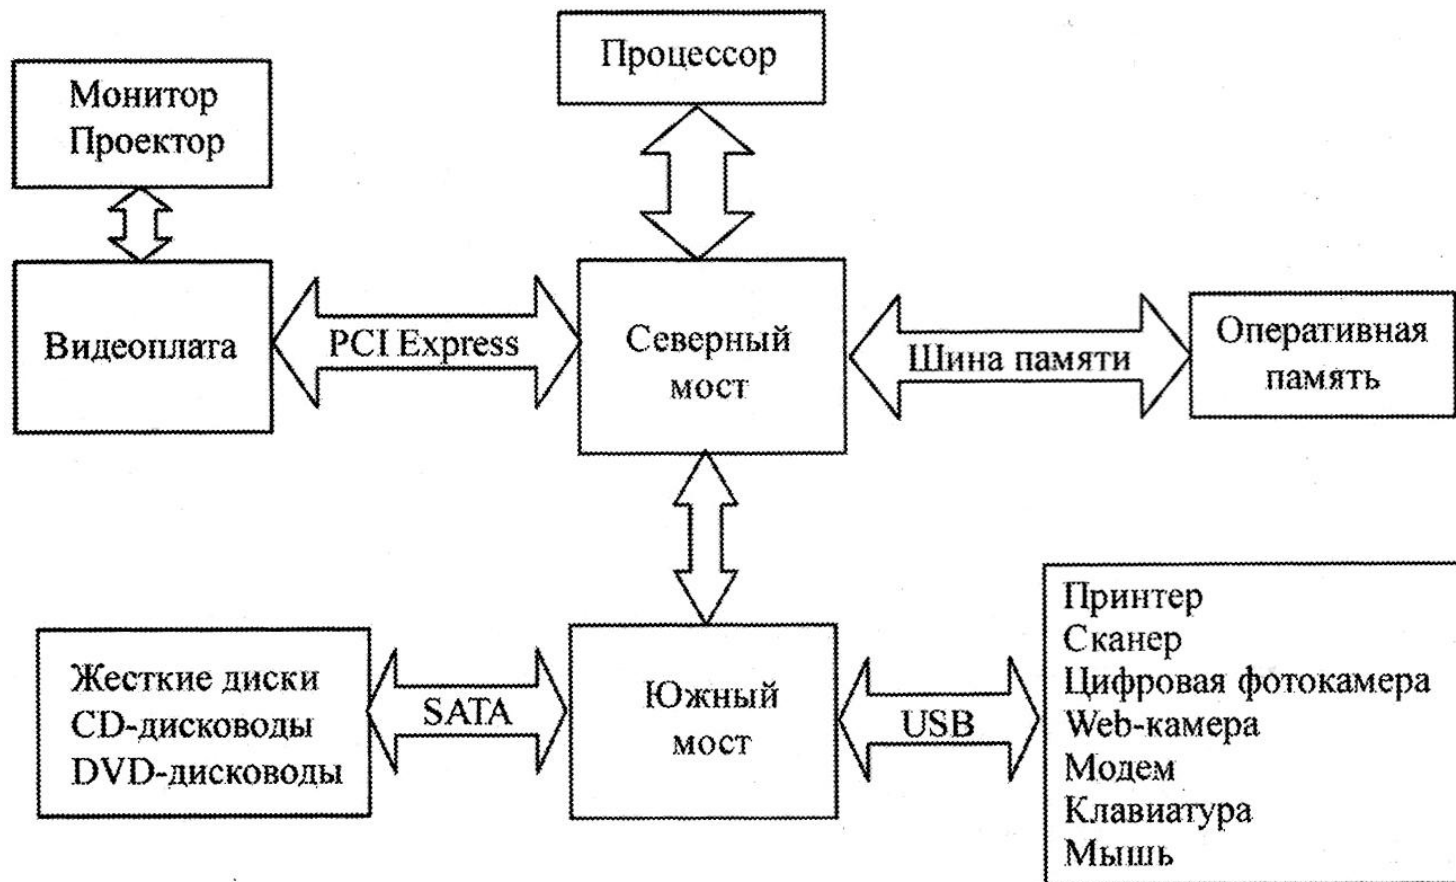 Процессор
Монитор
Проектор
Видеоплата
PCI Express
Северный
мост
Шина памяти
Оперативная
память
Жесткие диски
CD-дисководы
DVD-дисководы
SATA
Южный
мост
USB
Принтер
Сканер
Цифровая фотокамера
Web-камера
Модем
Клавиатура
Мышь